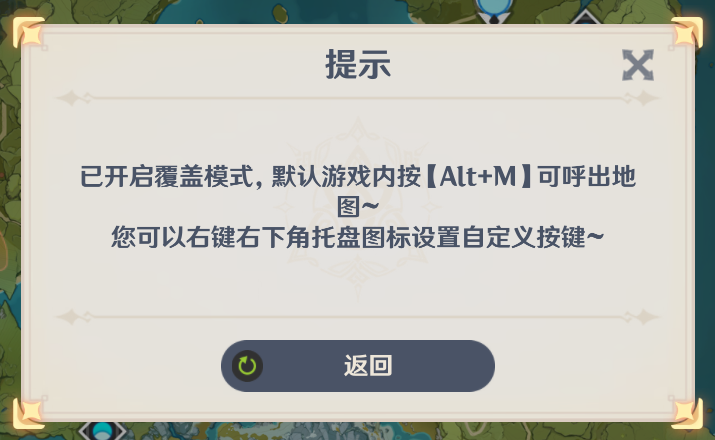 提示
已开启覆盖模式，默认游戏内按【Alt+M】可呼出地
图~
您可以右键右下角托盘图标设置自定义按键~
返回